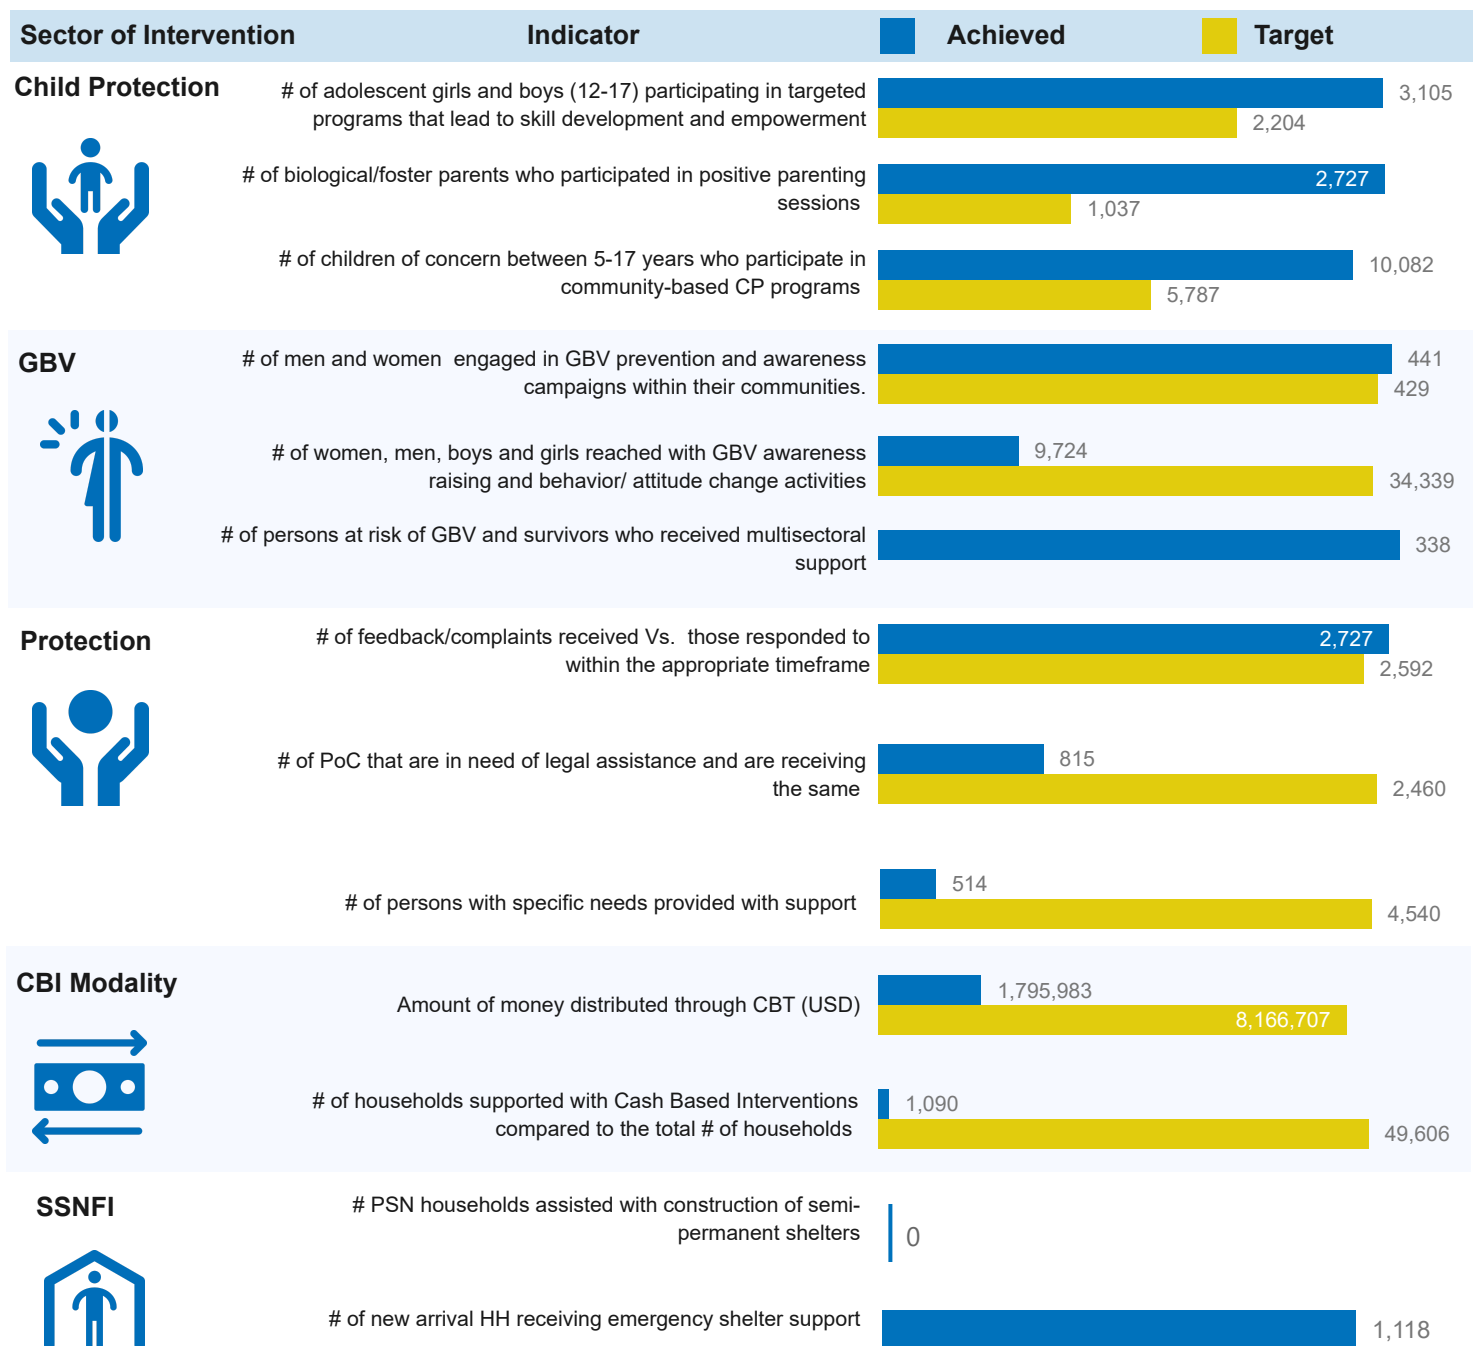 Sector of Intervention Indicator Achieved Target
Child Protection
# of adolescent girls and boys (12-17) participating in targeted
programs that lead to skill development and empowerment
3,105
2,204
# of biological/foster parents who participated in positive parenting
sessions
2,727
1,037
# of children of concern between 5-17 years who participate in
community-based CP programs
10,082
5,787
GBV
# of men and women engaged in GBV prevention and awareness
campaigns within their communities.
441
429
# of women, men, boys and girls reached with GBV awareness
raising and behavior/ attitude change activities
9,724
34,339
# of persons at risk of GBV and survivors who received multisectoral
support
338
Protection
# of feedback/complaints received Vs. those responded to
within the appropriate timeframe
2,727
2,592
# of PoC that are in need of legal assistance and are receiving
the same
815
2,460
# of persons with specific needs provided with support
514
4,540
CBI Modality
Amount of money distributed through CBT (USD)
1,795,983
8,166,707
# of households supported with Cash Based Interventions
compared to the total # of households
1,090
49,606
SSNFI
# PSN households assisted with construction of semi-
permanent shelters
0
# of new arrival HH receiving emergency shelter support
1,118